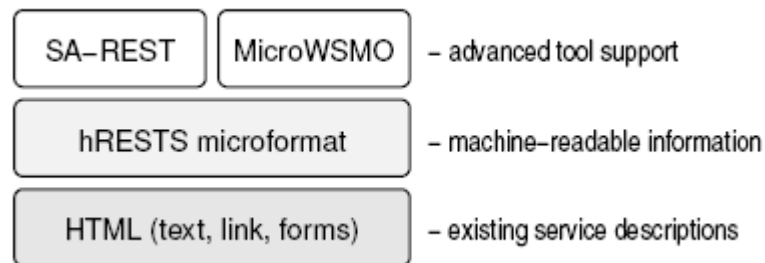 SA–REST MicroWSMO – advanced tool support
hRESTS microformat – machine–readable information
HTML (text, link, forms) – existing service descriptions